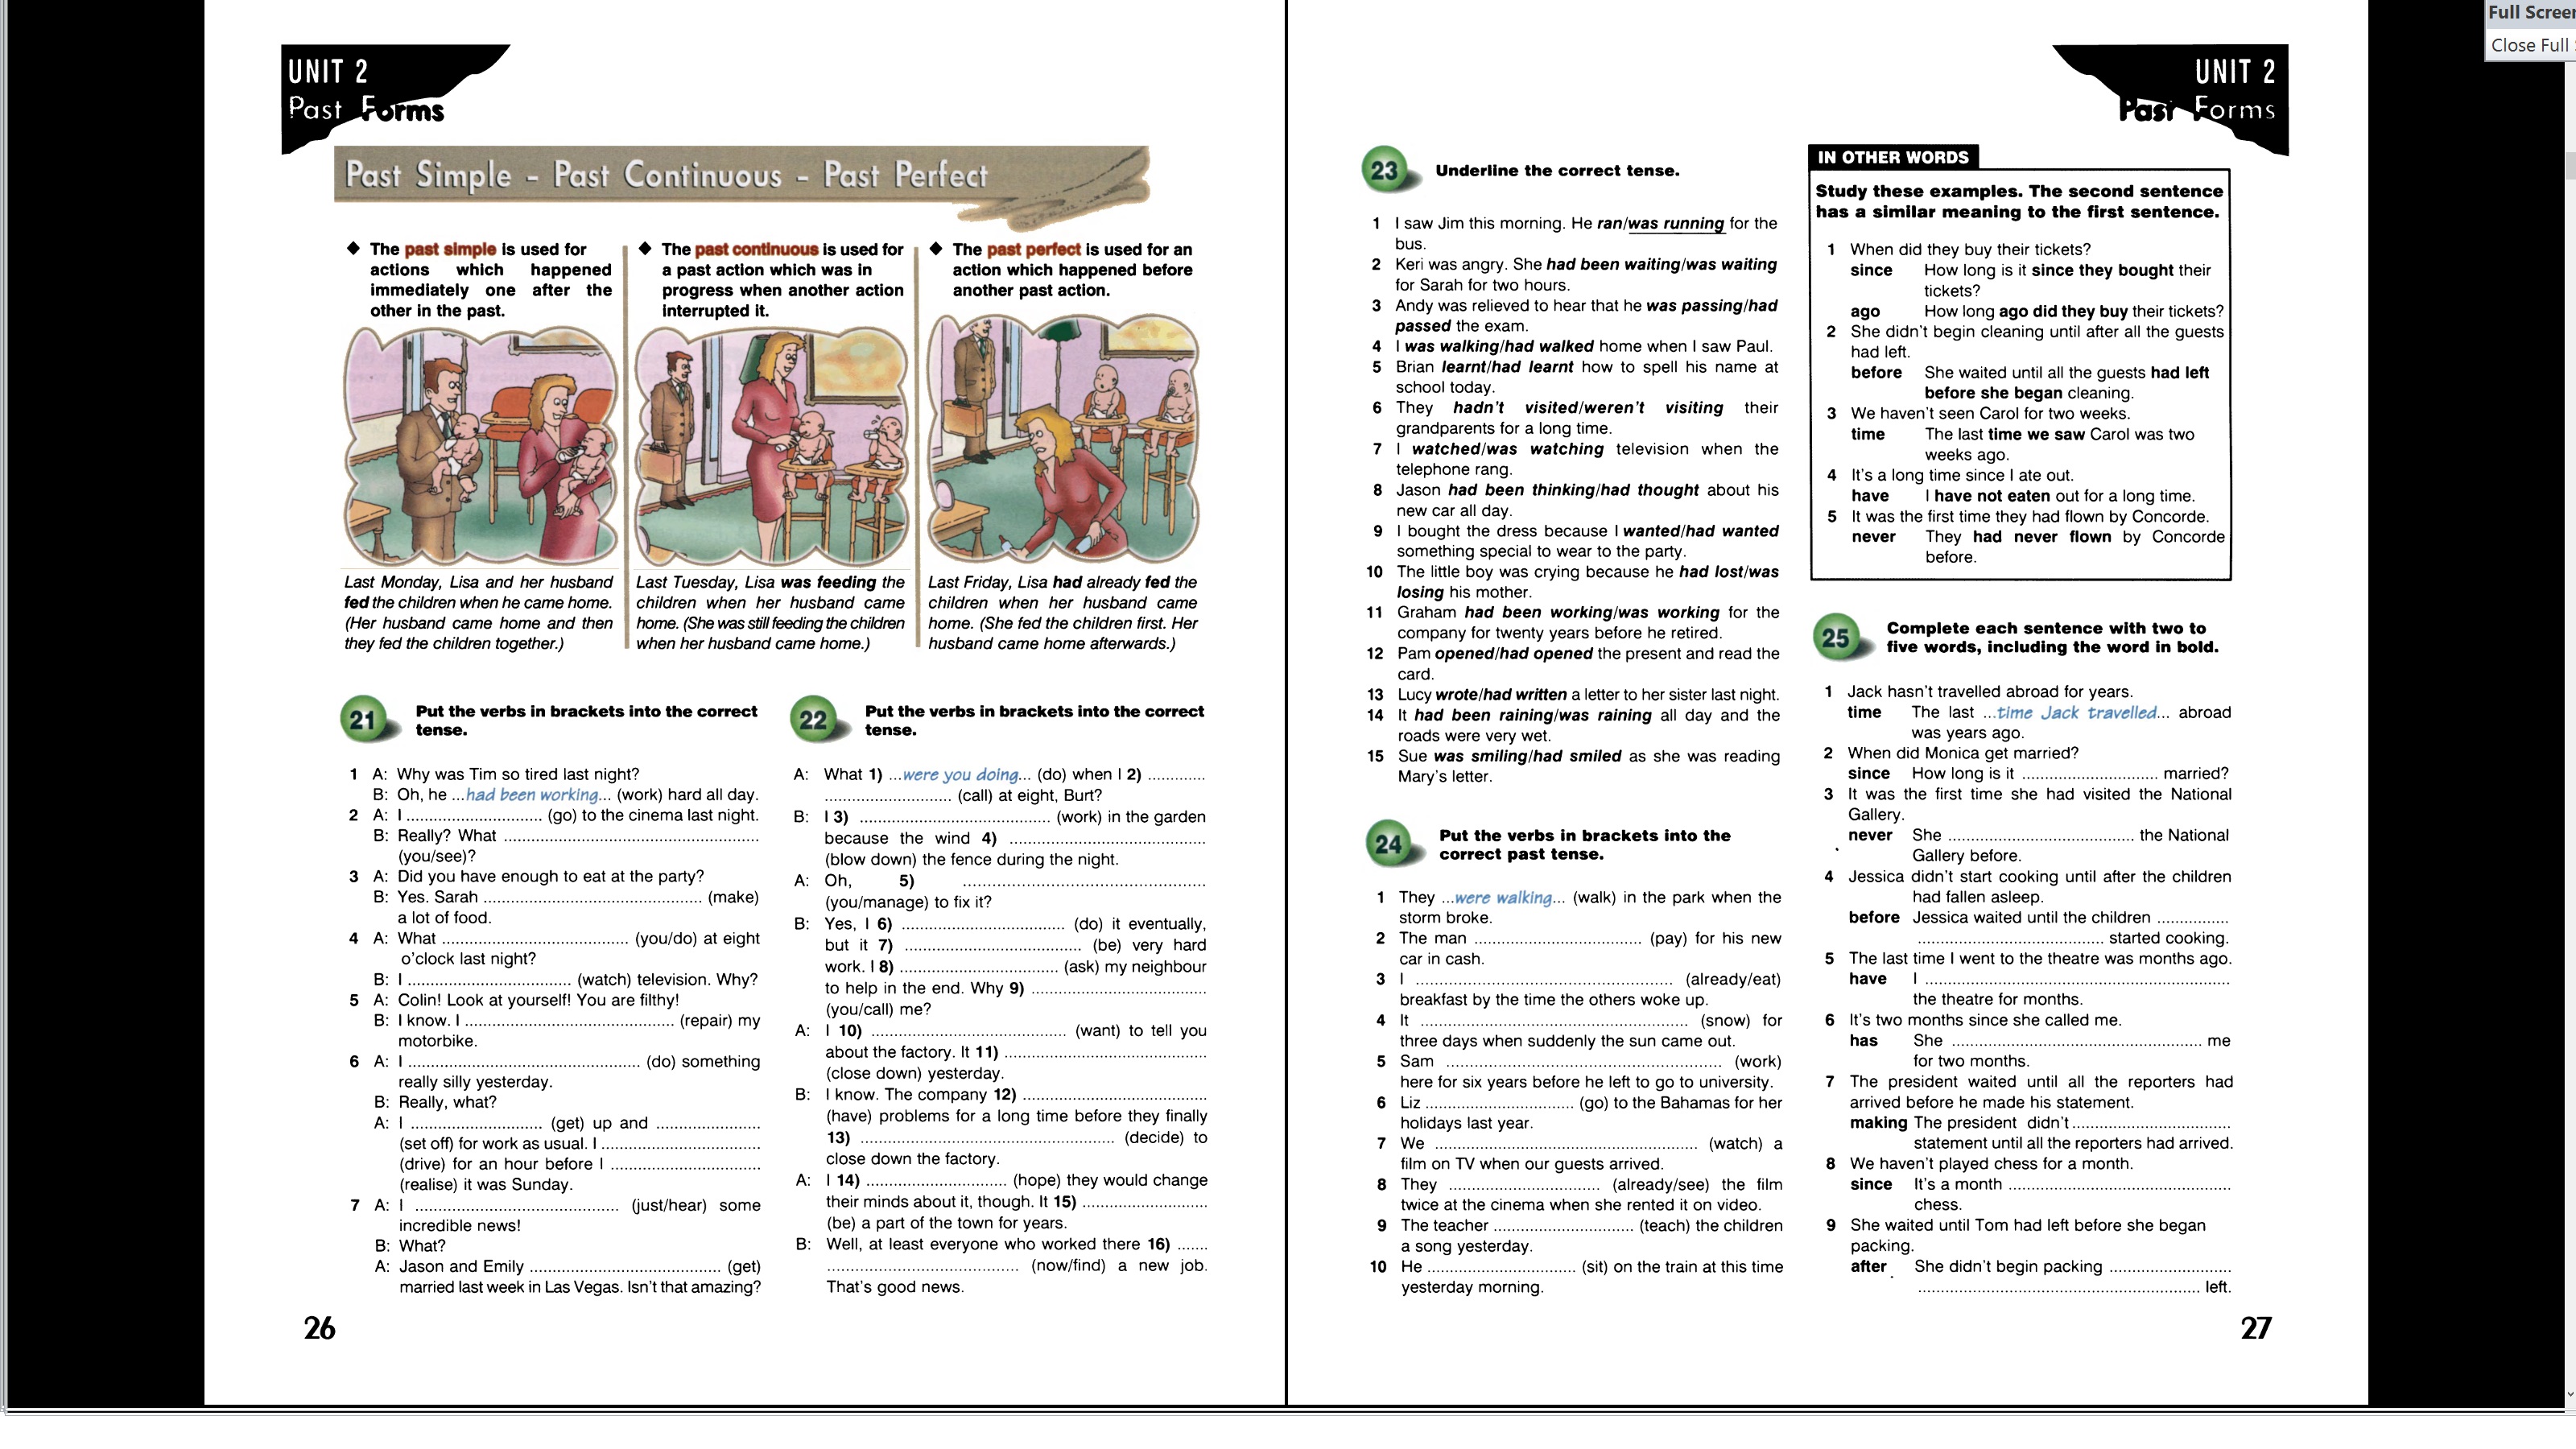 Full Screen
Close Full
UNIT 2
Past Forms
Past Simple - Past Continuous - Past Perfect
◆ The past simple is used for
actions which happened
immediately one after the
other in the past.
◆ The past continuous is used for
a past action which was in
progress when another action
interrupted it.
◆ The past perfect is used for an
action which happened before
another past action.
Last Monday, Lisa and her husband
fed the children when he came home.
(Her husband came home and then
they fed the children together.)
Last Tuesday, Lisa was feeding the
children when her husband came
home. (She was still feeding the children
when her husband came home.)
Last Friday, Lisa had already fed the
children when her husband came
home. (She fed the children first. Her
husband came home afterwards.)
21 Put the verbs in brackets into the correct
tense.
1 A: Why was Tim so tired last night?
B: Oh, he ...had been working... (work) hard all day.
2 A: I ............................ (go) to the cinema last night.
B: Really? What ............................
(you/see)?
3 A: Did you have enough to eat at the party?
B: Yes. Sarah ............................ (make)
a lot of food.
4 A: What ............................ (you/do) at eight
o'clock last night?
B: I ............................ (watch) television. Why?
5 A: Colin! Look at yourself! You are filthy!
B: I know. I ............................ (repair) my
motorbike.
6 A: I ............................ (do) something
really silly yesterday.
B: Really, what?
A: I ............................ (get) up and ......................
(set off) for work as usual. I ............................
(drive) for an hour before I ............................
(realise) it was Sunday.
7 A: I ............................ (just/hear) some
incredible news!
B: What?
A: Jason and Emily ............................ (get)
married last week in Las Vegas. Isn't that amazing?
22 Put the verbs in brackets into the correct
tense.
A: What 1) ...were you doing... (do) when I 2) .............
............................ (call) at eight, Burt?
B: I 3) ............................ (work) in the garden
because the wind 4) ............................
(blow down) the fence during the night.
A: Oh, 5) ............................
(you/manage) to fix it?
B: Yes, I 6) ............................ (do) it eventually,
but it 7) ............................ (be) very hard
work. I 8) ............................ (ask) my neighbour
to help in the end. Why 9) ............................
(you/call) me?
A: I 10) ............................ (want) to tell you
about the factory. It 11) ............................
(close down) yesterday.
B: I know. The company 12) ............................
(have) problems for a long time before they finally
13) ............................ (decide) to
close down the factory.
A: I 14) ............................ (hope) they would change
their minds about it, though. It 15) ............................
(be) a part of the town for years.
B: Well, at least everyone who worked there 16) .......
............................ (now/find) a new job.
That's good news.
26
UNIT 2
Past Forms
23 Underline the correct tense.
1 I saw Jim this morning. He ran/was running for the
bus.
2 Keri was angry. She had been waiting/was waiting
for Sarah for two hours.
3 Andy was relieved to hear that he was passing/had
passed the exam.
4 I was walking/had walked home when I saw Paul.
5 Brian learnt/had learnt how to spell his name at
school today.
6 They hadn't visited/weren't visiting their
grandparents for a long time.
7 I watched/was watching television when the
telephone rang.
8 Jason had been thinking/had thought about his
new car all day.
9 I bought the dress because I wanted/had wanted
something special to wear to the party.
10 The little boy was crying because he had lost/was
losing his mother.
11 Graham had been working/was working for the
company for twenty years before he retired.
12 Pam opened/had opened the present and read the
card.
13 Lucy wrote/had written a letter to her sister last night.
14 It had been raining/was raining all day and the
roads were very wet.
15 Sue was smiling/had smiled as she was reading
Mary's letter.
24 Put the verbs in brackets into the
correct past tense.
1 They ...were walking... (walk) in the park when the
storm broke.
2 The man ............................ (pay) for his new
car in cash.
3 I ............................ (already/eat)
breakfast by the time the others woke up.
4 It ............................ (snow) for
three days when suddenly the sun came out.
5 Sam ............................ (work)
here for six years before he left to go to university.
6 Liz ............................ (go) to the Bahamas for her
holidays last year.
7 We ............................ (watch) a
film on TV when our guests arrived.
8 They ............................ (already/see) the film
twice at the cinema when she rented it on video.
9 The teacher ............................ (teach) the children
a song yesterday.
10 He ............................ (sit) on the train at this time
yesterday morning.
IN OTHER WORDS
Study these examples. The second sentence
has a similar meaning to the first sentence.
1 When did they buy their tickets?
since How long is it since they bought their
tickets?
ago How long ago did they buy their tickets?
2 She didn't begin cleaning until after all the guests
had left.
before She waited until all the guests had left
before she began cleaning.
3 We haven't seen Carol for two weeks.
time The last time we saw Carol was two
weeks ago.
4 It's a long time since I ate out.
have I have not eaten out for a long time.
5 It was the first time they had flown by Concorde.
never They had never flown by Concorde
before.
25 Complete each sentence with two to
five words, including the word in bold.
1 Jack hasn't travelled abroad for years.
time The last ...time Jack travelled... abroad
was years ago.
2 When did Monica get married?
since How long is it ............................ married?
3 It was the first time she had visited the National
Gallery.
never She ............................ the National
Gallery before.
4 Jessica didn't start cooking until after the children
had fallen asleep.
before Jessica waited until the children ...............
............................ started cooking.
5 The last time I went to the theatre was months ago.
have I ............................
the theatre for months.
6 It's two months since she called me.
has She ............................ me
for two months.
7 The president waited until all the reporters had
arrived before he made his statement.
making The president didn't ............................
statement until all the reporters had arrived.
8 We haven't played chess for a month.
since It's a month ............................
chess.
9 She waited until Tom had left before she began
packing.
after She didn't begin packing ............................
............................ left.
27